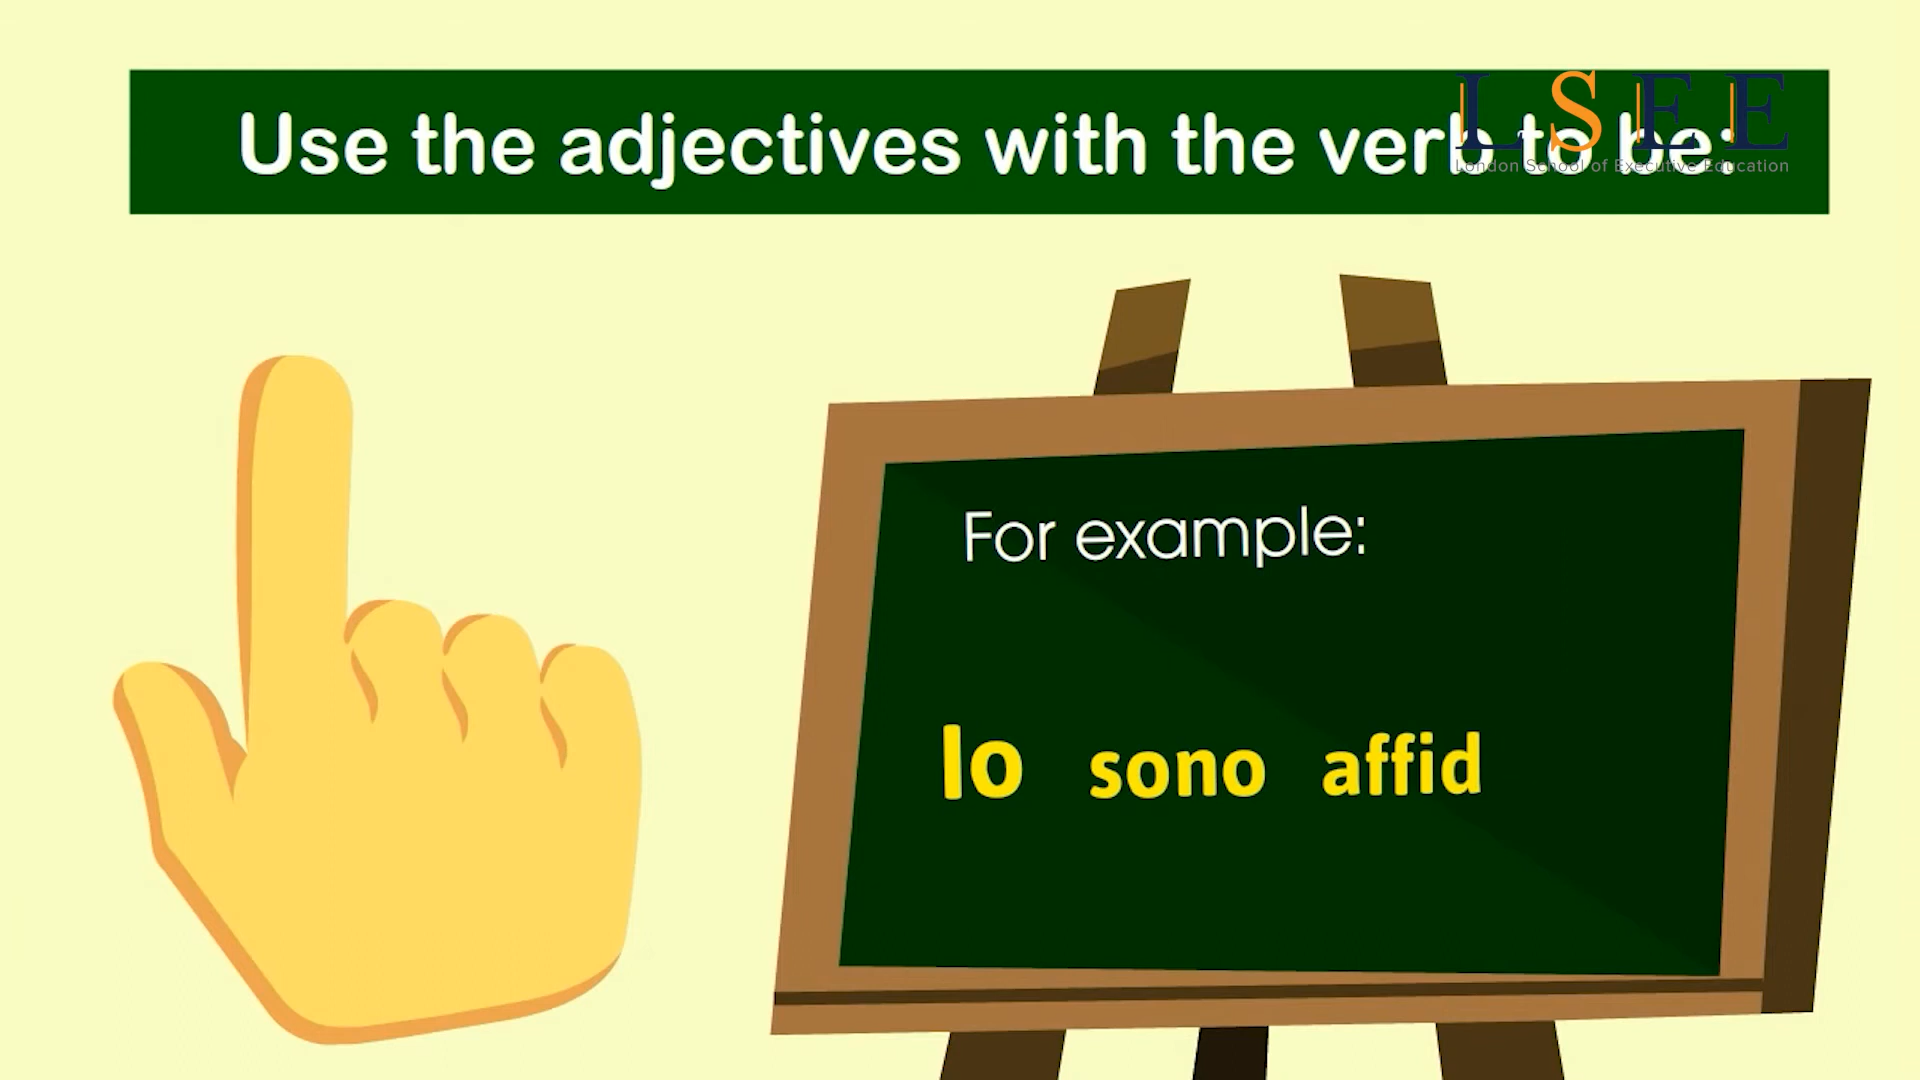 Use the adjectives with the verb to be:
LSEE
London School of Executive Education
For example:
Io sono affid